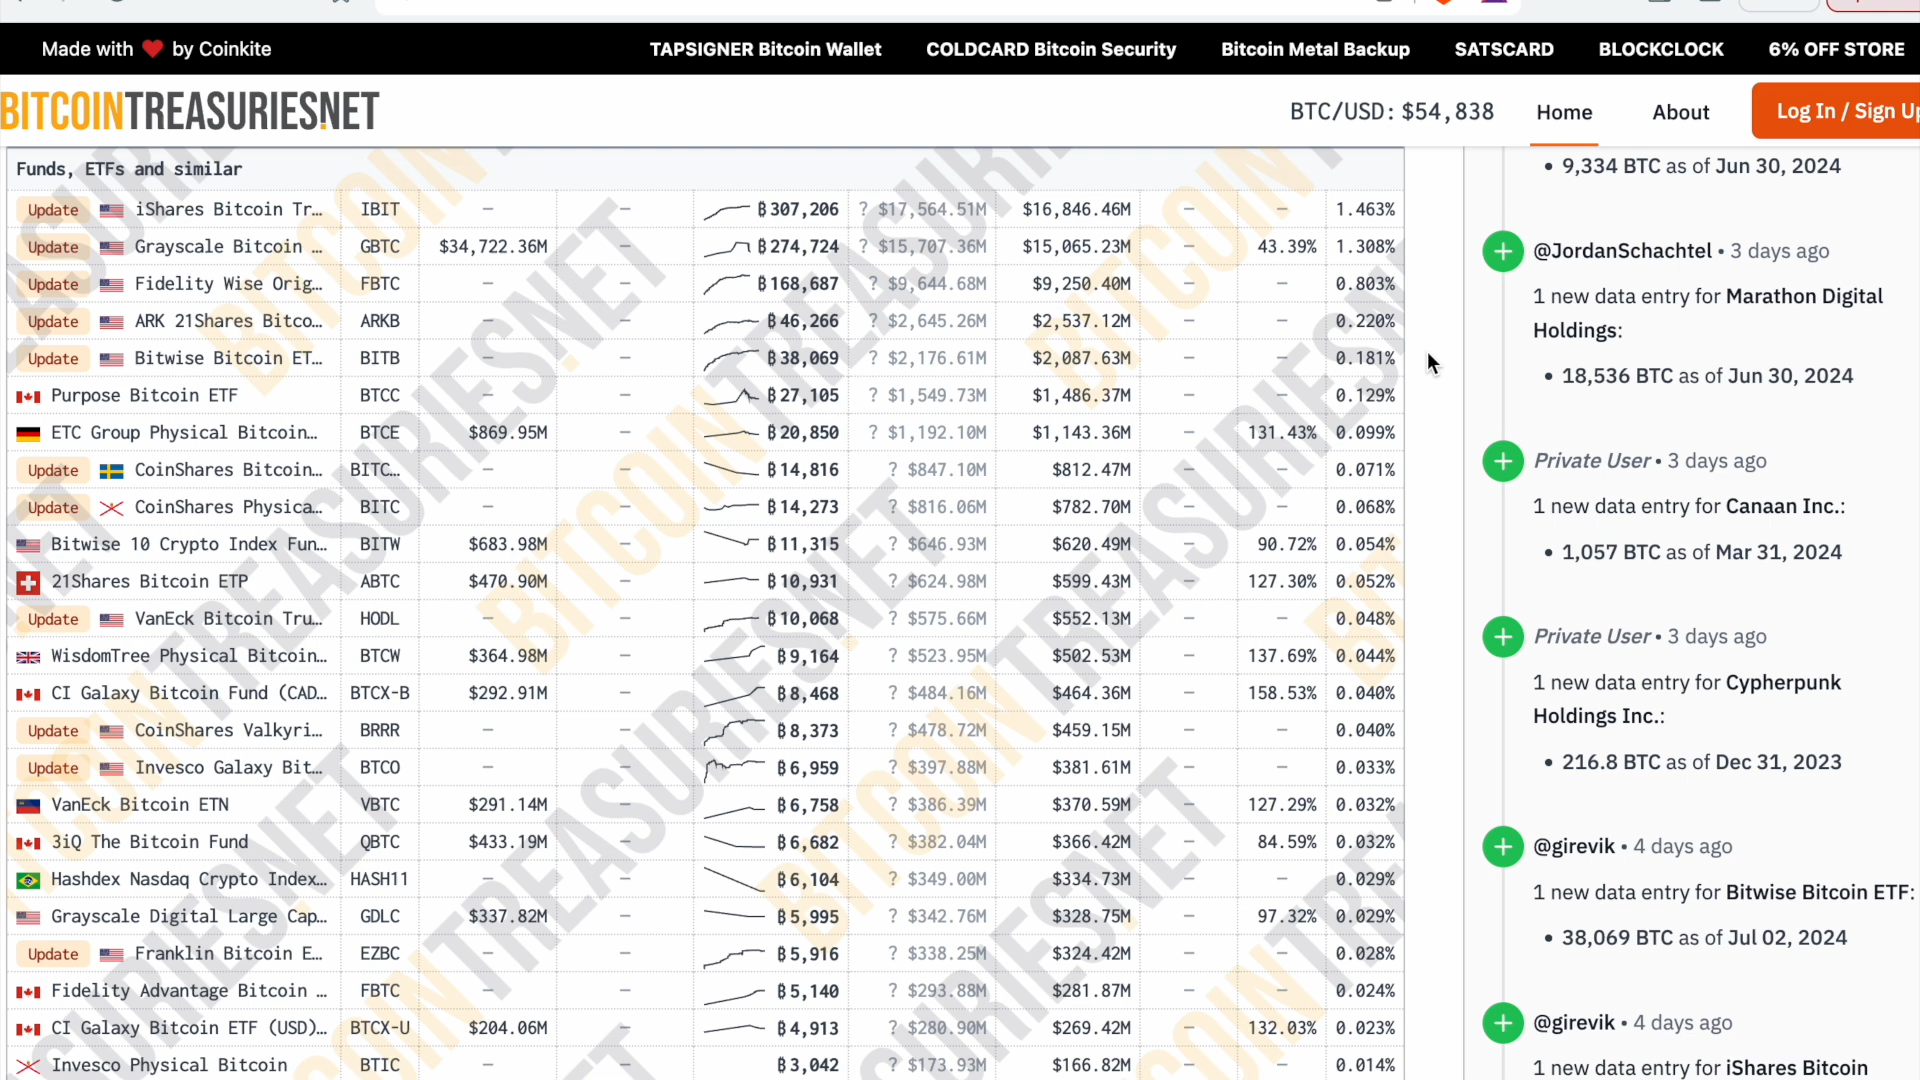 Made with ❤ by Coinkite
TAPSIGNER Bitcoin Wallet COLDCARD Bitcoin Security Bitcoin Metal Backup SATSCARD BLOCKCLOCK 6% OFF STORE
BITCOINTREASURIES.NET
BTC/USD: $54,838 Home About Log In / Sign Up
Funds, ETFs and similar
Update iShares Bitcoin Tr… IBIT – – ₿307,206 ? $17,564.51M $16,846.46M – – 1.463%
Update Grayscale Bitcoin … GBTC $34,722.36M – ₿274,724 ? $15,707.36M $15,065.23M – 43.39% 1.308%
Update Fidelity Wise Orig… FBTC – – ₿168,687 ? $9,644.68M $9,250.40M – – 0.803%
Update ARK 21Shares Bitco… ARKB – – ₿46,266 ? $2,645.26M $2,537.12M – – 0.220%
Update Bitwise Bitcoin ET… BITB – – ₿38,069 ? $2,176.61M $2,087.63M – – 0.181%
Purpose Bitcoin ETF BTCC – – ₿27,105 ? $1,549.73M $1,486.37M – – 0.129%
ETC Group Physical Bitcoin… BTCE $869.95M – ₿20,850 ? $1,192.10M $1,143.36M – 131.43% 0.099%
Update CoinShares Bitcoin… BITC… – – ₿14,816 ? $847.10M $812.47M – – 0.071%
Update CoinShares Physica… BITC – – ₿14,273 ? $816.06M $782.70M – – 0.068%
Bitwise 10 Crypto Index Fun… BITW $683.98M – ₿11,315 ? $646.93M $620.49M – 90.72% 0.054%
21Shares Bitcoin ETP ABTC $470.90M – ₿10,931 ? $624.98M $599.43M – 127.30% 0.052%
Update VanEck Bitcoin Tru… HODL – – ₿10,068 ? $575.66M $552.13M – – 0.048%
WisdomTree Physical Bitcoin… BTCW $364.98M – ₿9,164 ? $523.95M $502.53M – 137.69% 0.044%
CI Galaxy Bitcoin Fund (CAD… BTCX-B $292.91M – ₿8,468 ? $484.16M $464.36M – 158.53% 0.040%
Update CoinShares Valkyri… BRRR – – ₿8,373 ? $478.72M $459.15M – – 0.040%
Update Invesco Galaxy Bit… BTCO – – ₿6,959 ? $397.88M $381.61M – – 0.033%
VanEck Bitcoin ETN VBTC $291.14M – ₿6,758 ? $386.39M $370.59M – 127.29% 0.032%
3iQ The Bitcoin Fund QBTC $433.19M – ₿6,682 ? $382.04M $366.42M – 84.59% 0.032%
Hashdex Nasdaq Crypto Index… HASH11 – – ₿6,104 ? $349.00M $334.73M – – 0.029%
Grayscale Digital Large Cap… GDLC $337.82M – ₿5,995 ? $342.76M $328.75M – 97.32% 0.029%
Update Franklin Bitcoin E… EZBC – – ₿5,916 ? $338.25M $324.42M – – 0.028%
Fidelity Advantage Bitcoin … FBTC – – ₿5,140 ? $293.88M $281.87M – – 0.024%
CI Galaxy Bitcoin ETF (USD)… BTCX-U $204.06M – ₿4,913 ? $280.90M $269.42M – 132.03% 0.023%
Invesco Physical Bitcoin BTIC – – ₿3,042 ? $173.93M $166.82M – – 0.014%
• 9,334 BTC as of Jun 30, 2024
@JordanSchachtel • 3 days ago
1 new data entry for Marathon Digital
Holdings:
• 18,536 BTC as of Jun 30, 2024
Private User • 3 days ago
1 new data entry for Canaan Inc.:
• 1,057 BTC as of Mar 31, 2024
Private User • 3 days ago
1 new data entry for Cypherpunk
Holdings Inc.:
• 216.8 BTC as of Dec 31, 2023
@girevik • 4 days ago
1 new data entry for Bitwise Bitcoin ETF:
• 38,069 BTC as of Jul 02, 2024
@girevik • 4 days ago
1 new data entry for iShares Bitcoin